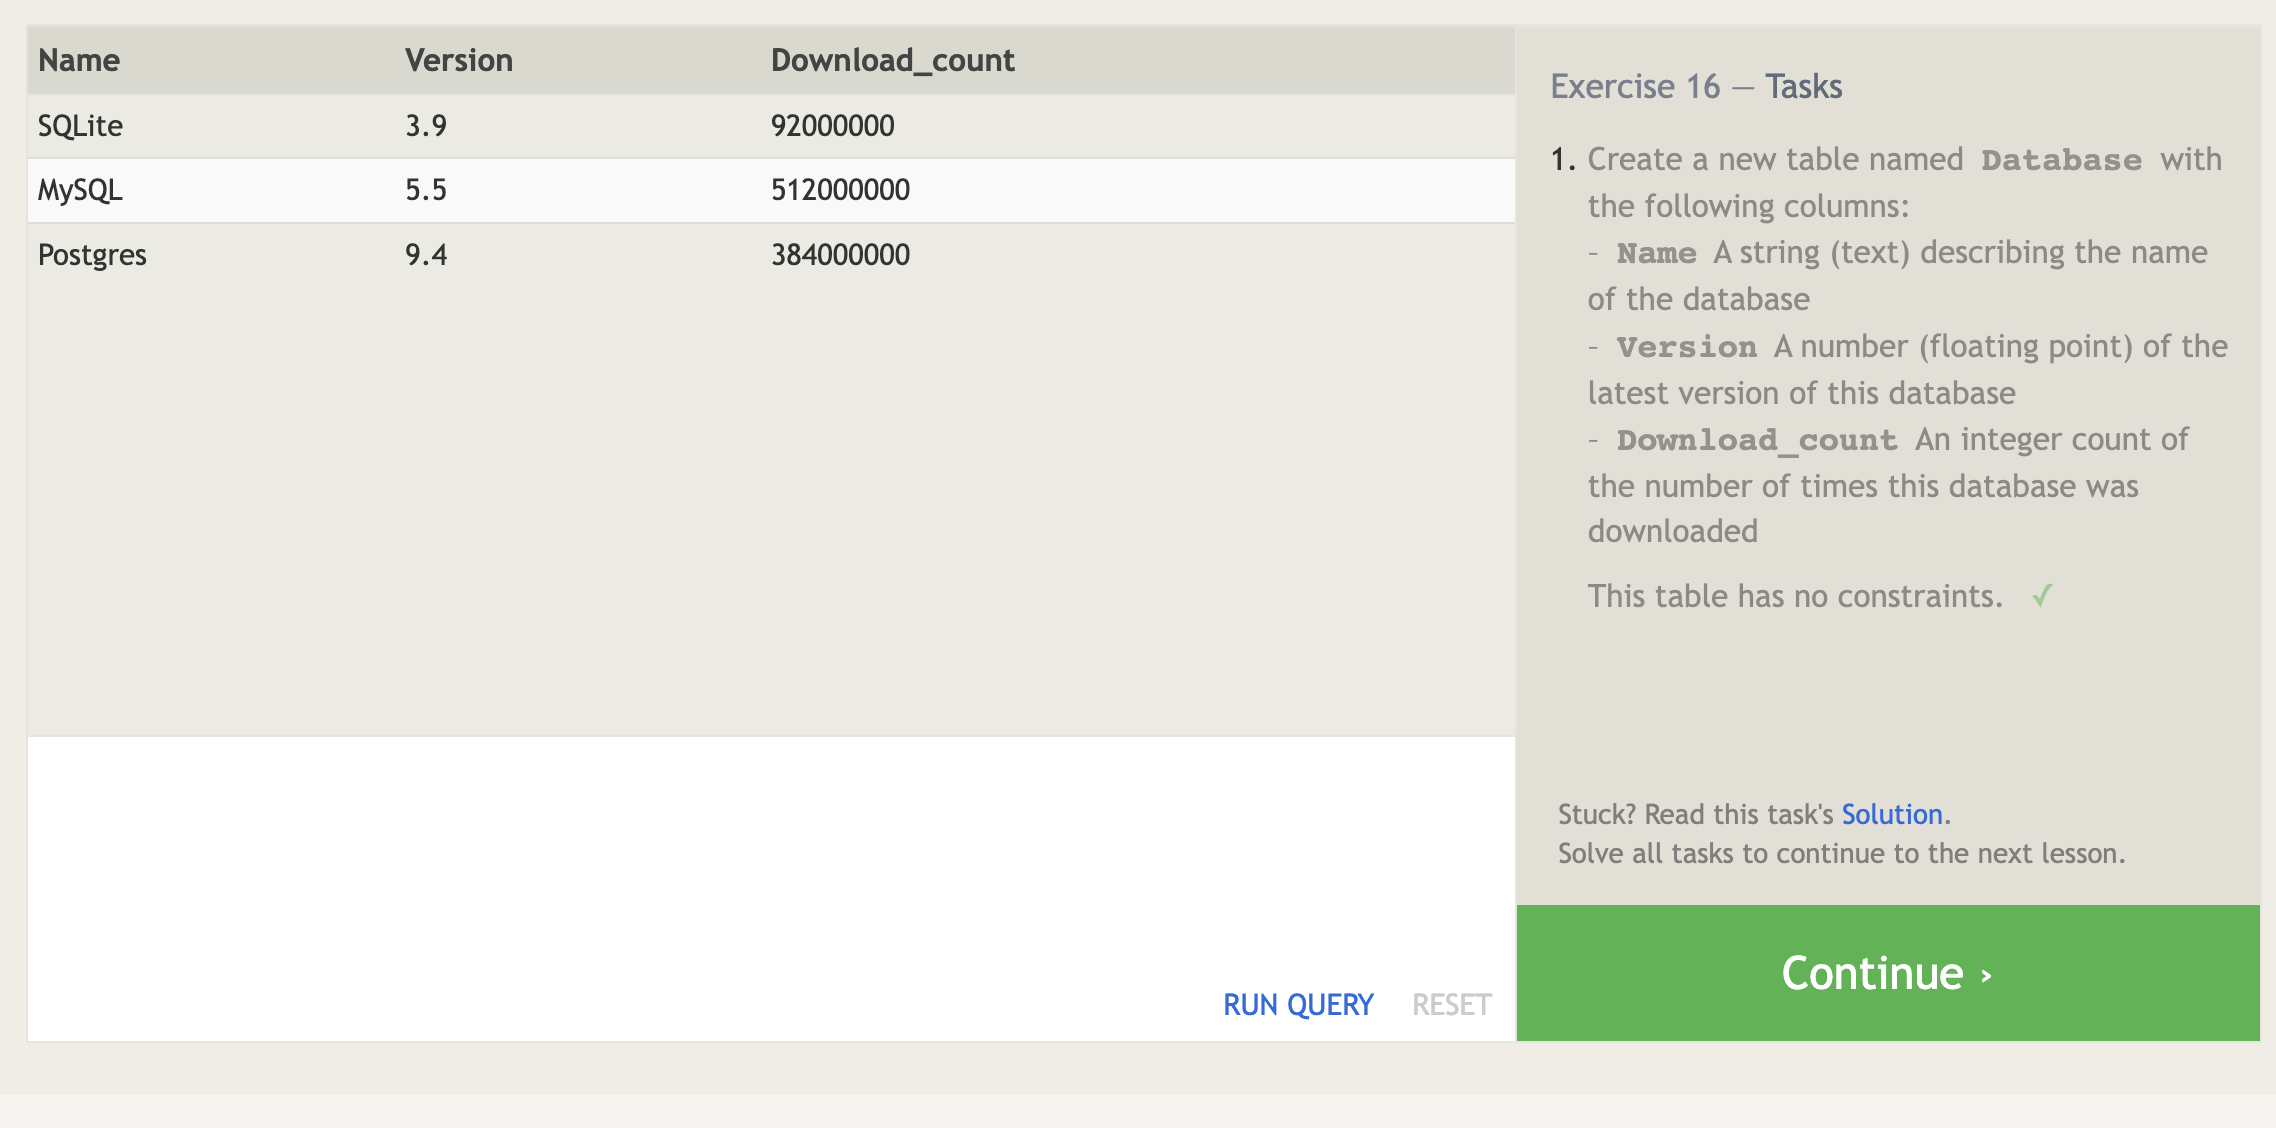 Name Version Download_count
SQLite 3.9 92000000
MySQL 5.5 512000000
Postgres 9.4 384000000
RUN QUERY RESET
Exercise 16 — Tasks
1. Create a new table named Database with
the following columns:
– Name A string (text) describing the name
of the database
– Version A number (floating point) of the
latest version of this database
– Download_count An integer count of
the number of times this database was
downloaded
This table has no constraints. ✓
Stuck? Read this task's Solution.
Solve all tasks to continue to the next lesson.
Continue ›